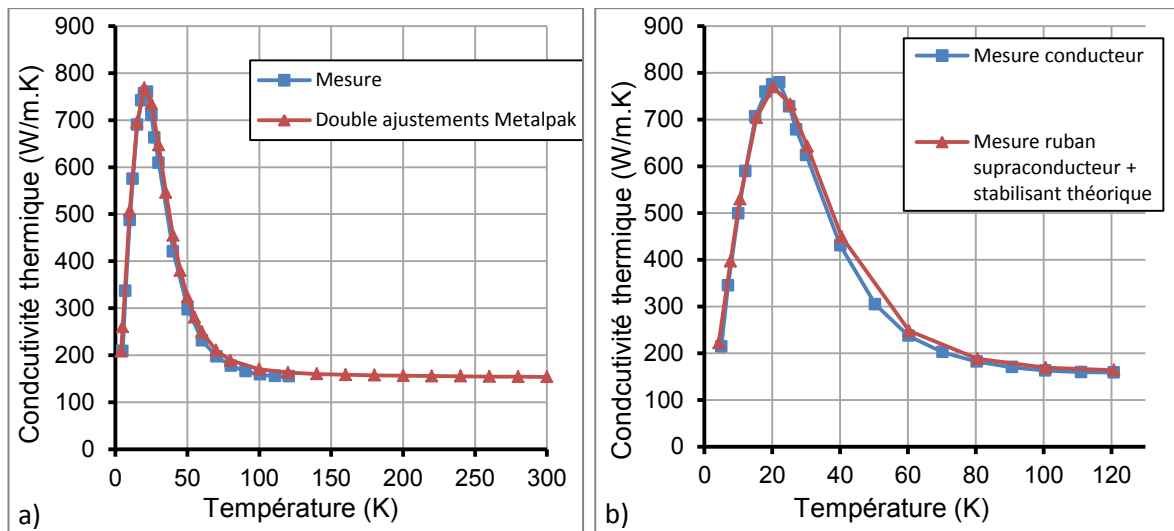 900
800
700
600
500
400
300
200
100
0
Condcutivité thermique (W/m.K)
Mesure
Double ajustements Metalpak
0 50 100 150 200 250 300
Température (K)
a)
900
800
700
600
500
400
300
200
100
0
Condcutivité thermique (W/m.K)
Mesure conducteur
Mesure ruban
supraconducteur +
stabilisant théorique
0 20 40 60 80 100 120
Température (K)
b)